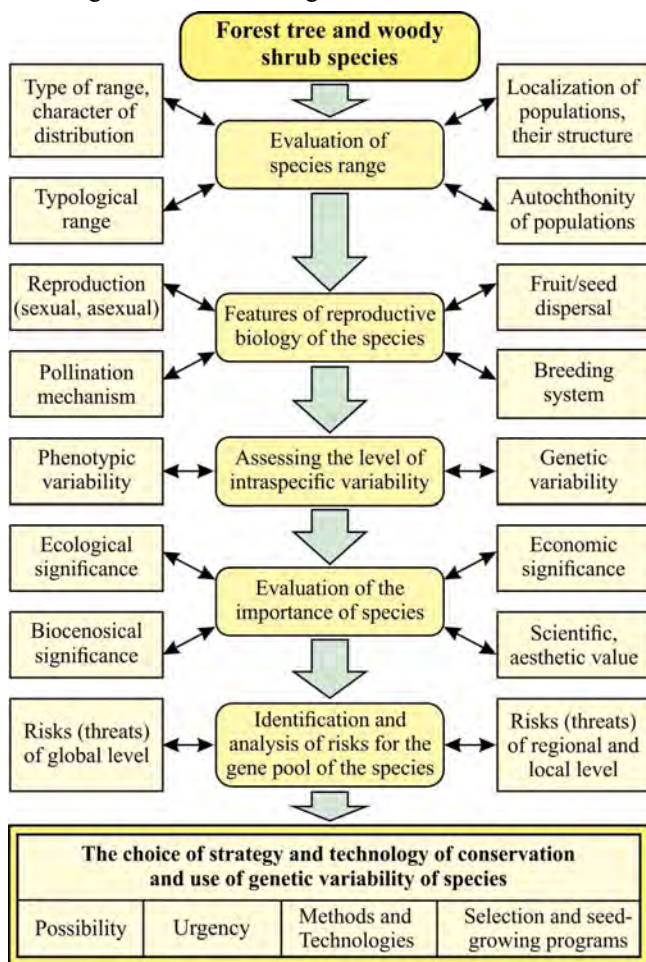 Forest tree and woody
shrub species
Type of range,
character of
distribution
Localization of
populations,
their structure
Evaluation of
species range
Typological
range
Autochthonity
of populations
Reproduction
(sexual, asexual)
Fruit/seed
dispersal
Features of reproductive
biology of the species
Pollination
mechanism
Breeding
system
Phenotypic
variability
Assessing the level of
intraspecific variability
Genetic
variability
Ecological
significance
Economic
significance
Evaluation of the
importance of species
Biocenosical
significance
Scientific,
aesthetic value
Risks (threats)
of global level
Identification and
analysis of risks for the
gene pool of the species
Risks (threats)
of regional and
local level
The choice of strategy and technology of conservation
and use of genetic variability of species
Possibility
Urgency
Methods and
Technologies
Selection and seed-
growing programs